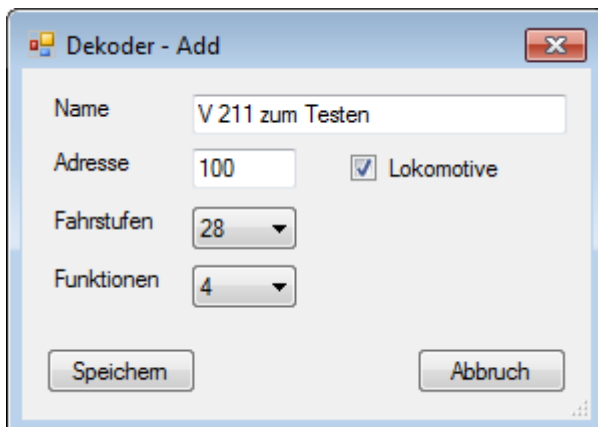 Dekoder - Add
Name V 211 zum Testen
Adresse 100 Lokomotive
Fahrstufen 28
Funktionen 4
Speichern Abbruch